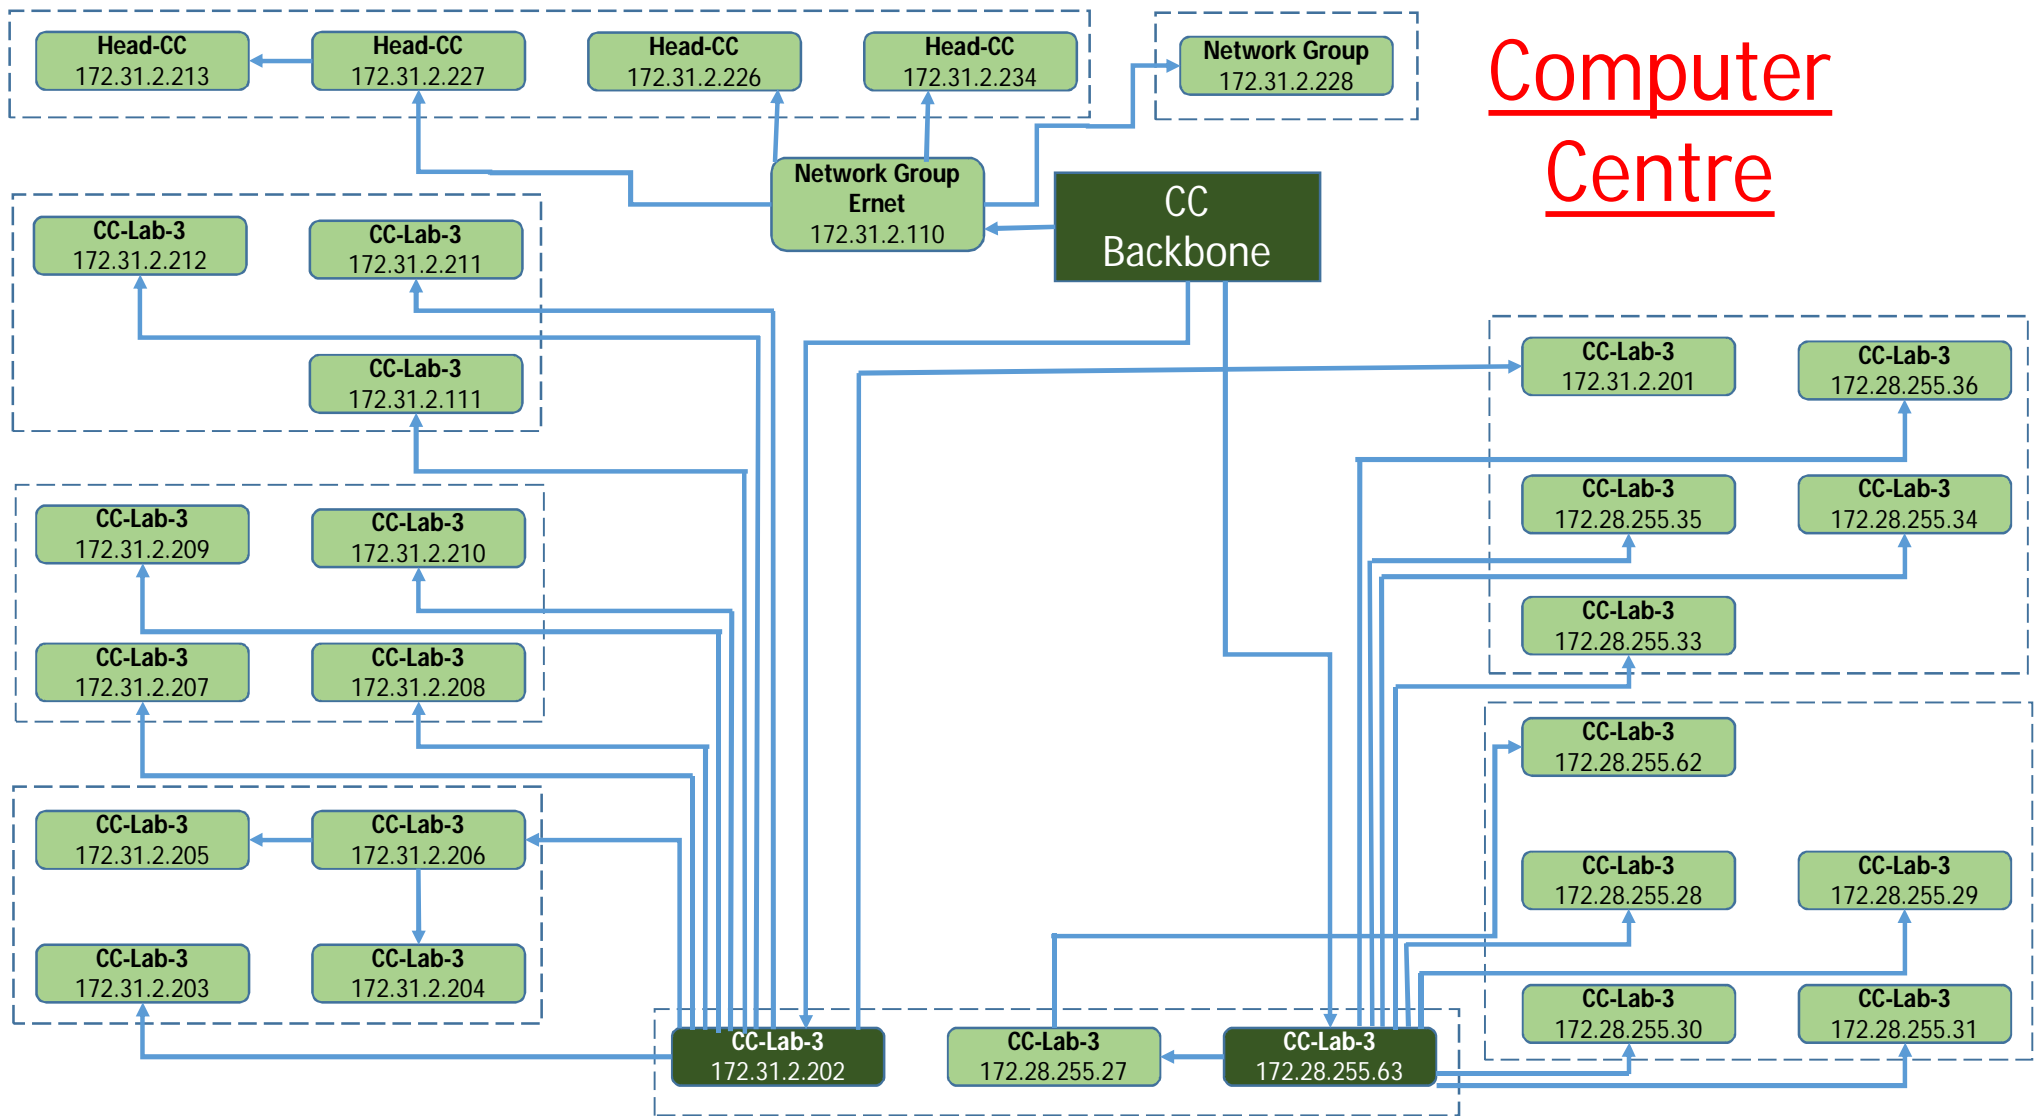 Computer
Centre
Head-CC
172.31.2.213
Head-CC
172.31.2.227
Head-CC
172.31.2.226
Head-CC
172.31.2.234
Network Group
172.31.2.228
Network Group
Ernet
172.31.2.110
CC
Backbone
CC-Lab-3
172.31.2.212
CC-Lab-3
172.31.2.211
CC-Lab-3
172.31.2.111
CC-Lab-3
172.31.2.201
CC-Lab-3
172.28.255.36
CC-Lab-3
172.28.255.35
CC-Lab-3
172.28.255.34
CC-Lab-3
172.28.255.33
CC-Lab-3
172.31.2.209
CC-Lab-3
172.31.2.210
CC-Lab-3
172.31.2.207
CC-Lab-3
172.31.2.208
CC-Lab-3
172.28.255.62
CC-Lab-3
172.28.255.28
CC-Lab-3
172.28.255.29
CC-Lab-3
172.28.255.30
CC-Lab-3
172.28.255.31
CC-Lab-3
172.31.2.205
CC-Lab-3
172.31.2.206
CC-Lab-3
172.31.2.203
CC-Lab-3
172.31.2.204
CC-Lab-3
172.31.2.202
CC-Lab-3
172.28.255.27
CC-Lab-3
172.28.255.63